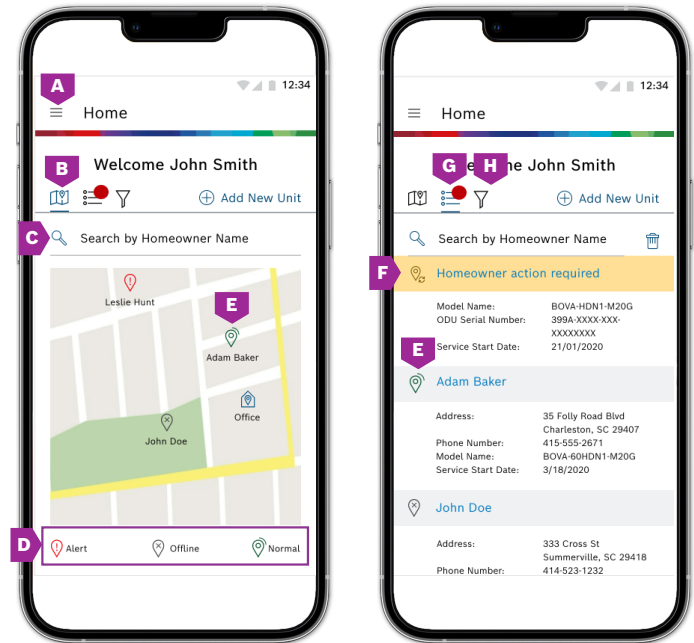 A
12:34
Home
Welcome John Smith
B
Add New Unit
C
Search by Homeowner Name
Leslie Hunt
E
Adam Baker
Office
John Doe
D
Alert
Offline
Normal
12:34
Home
G
H
me John Smith
Add New Unit
Search by Homeowner Name
F
Homeowner action required
Model Name: BOVA-HDN1-M20G
ODU Serial Number: 399A-XXXX-XXX-
XXXXXXXX
Service Start Date: 21/01/2020
E
Adam Baker
Address: 35 Folly Road Blvd
Charleston, SC 29407
Phone Number: 415-555-2671
Model Name: BOVA-60HDN1-M20G
Service Start Date: 3/18/2020
John Doe
Address: 333 Cross St
Summerville, SC 29418
Phone Number: 414-523-1232